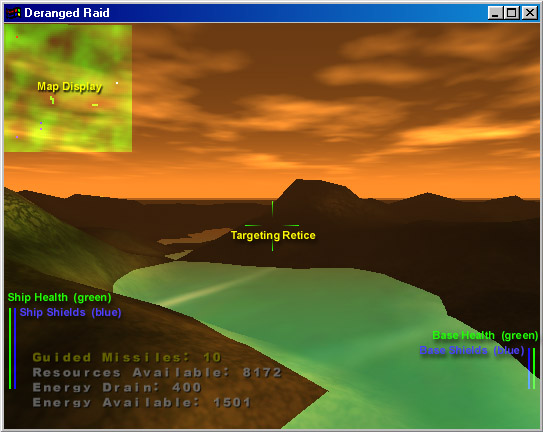 Deranged Raid
Map Display
Targeting Retice
Ship Health (green)
Ship Shields (blue)
Base Health (green)
Base Shields (blue)
Guided Missiles: 10
Resources Available: 8172
Energy Drain: 400
Energy Available: 1501